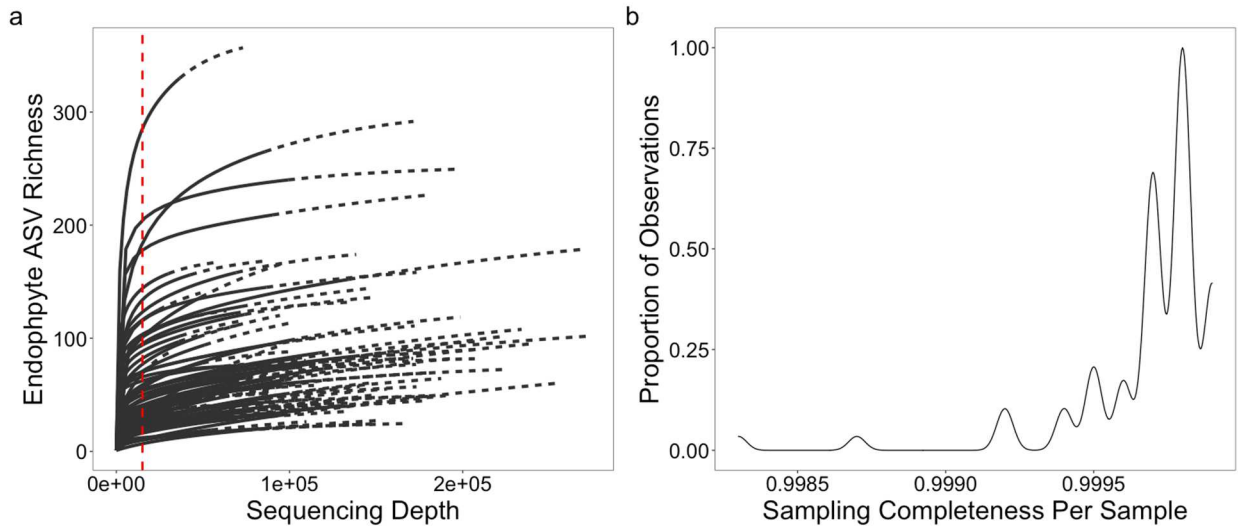 a
Endophpyte ASV Richness
300
200
100
0
0e+00 1e+05 2e+05
Sequencing Depth
b
Proportion of Observations
1.00
0.75
0.50
0.25
0.00
0.9985 0.9990 0.9995
Sampling Completeness Per Sample